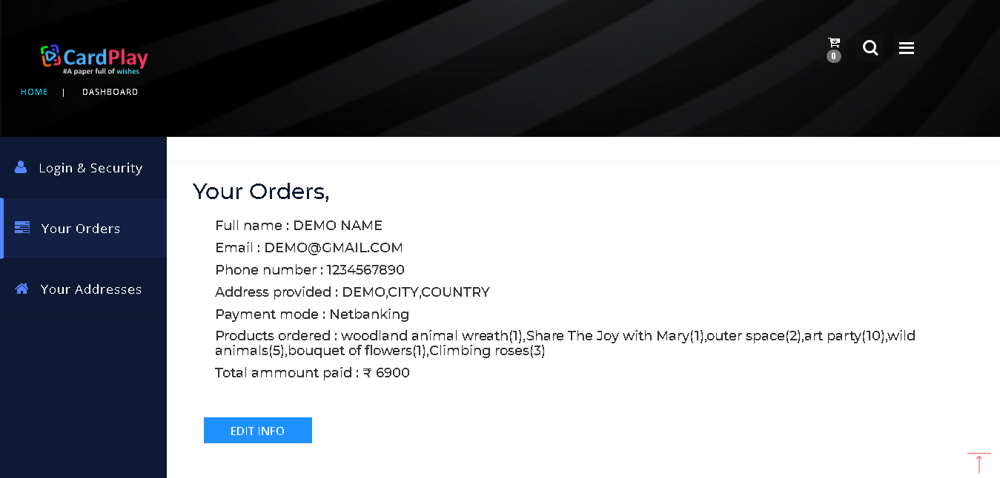 CardPlay
#A paper full of wishes
0
HOME | DASHBOARD
Login & Security
Your Orders
Your Addresses
Your Orders,
Full name : DEMO NAME
Email : DEMO@GMAIL.COM
Phone number : 1234567890
Address provided : DEMO,CITY,COUNTRY
Payment mode : Netbanking
Products ordered : woodland animal wreath(1),Share The Joy with Mary(1),outer space(2),art party(10),wild
animals(5),bouquet of flowers(1),Climbing roses(3)
Total ammount paid : ₹ 6900
EDIT INFO